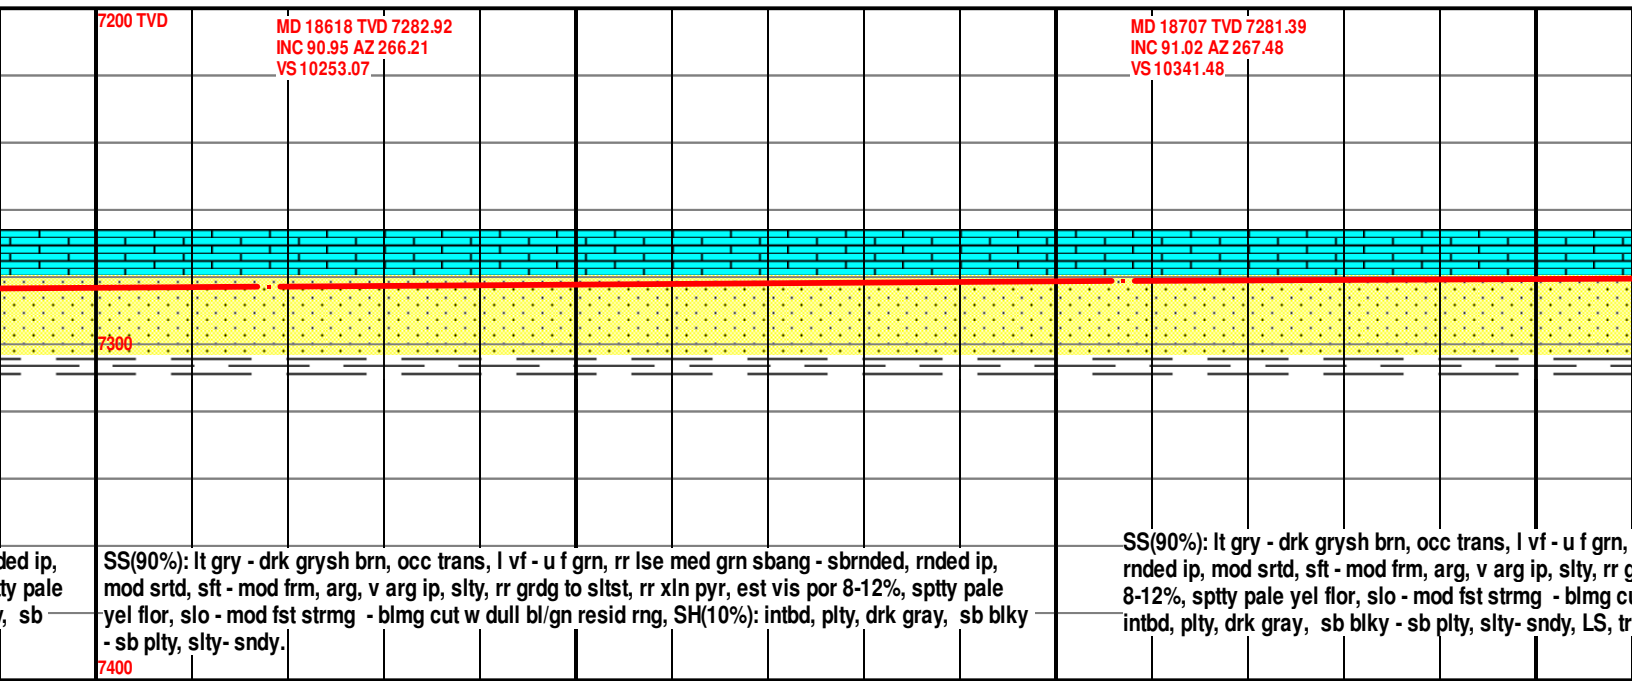 7200 TVD
MD 18618 TVD 7282.92
INC 90.95 AZ 266.21
VS 10253.07
MD 18707 TVD 7281.39
INC 91.02 AZ 267.48
VS 10341.48
7300
ded ip,
ty pale
, sb
SS(90%): lt gry - drk grysh brn, occ trans, l vf - u f grn, rr lse med grn sbang - sbrnded, rnded ip,
mod srtd, sft - mod frm, arg, v arg ip, slty, rr grdg to sltst, rr xln pyr, est vis por 8-12%, sptty pale
yel flor, slo - mod fst strmg - blmg cut w dull bl/gn resid rng, SH(10%): intbd, plty, drk gray, sb blky
- sb plty, slty- sndy.
SS(90%): lt gry - drk grysh brn, occ trans, l vf - u f grn,
rnded ip, mod srtd, sft - mod frm, arg, v arg ip, slty, rr g
8-12%, sptty pale yel flor, slo - mod fst strmg - blmg cu
intbd, plty, drk gray, sb blky - sb plty, slty- sndy, LS, tr
7400